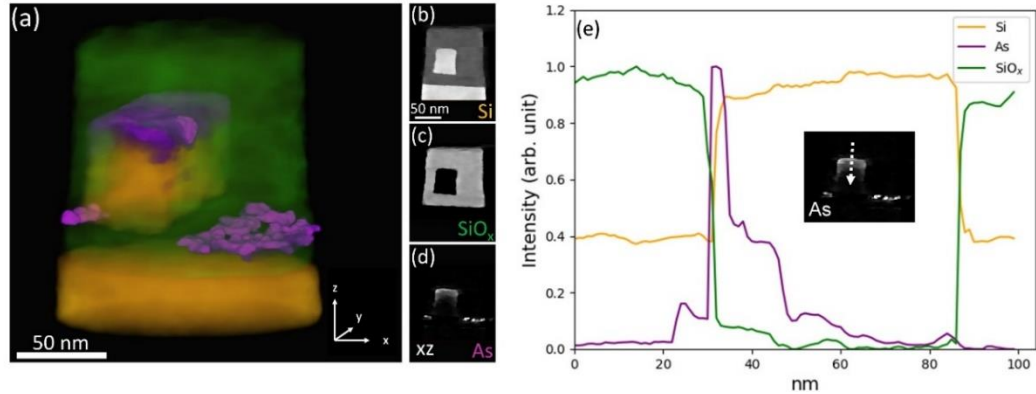 (a)
50 nm
z
y
x
(b)
50 nm
Si
(c)
SiOₓ
(d)
xz
As
(e)
Intensity (arb. unit)
1.2
1.0
0.8
0.6
0.4
0.2
0.0
0
20
40
60
80
100
nm
Si
As
SiOₓ
As